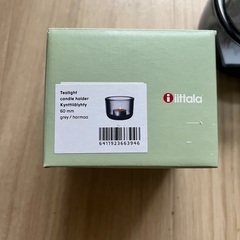 Tealight
candle holder
Kynttilälyhty
60 mm
grey / harmaa
6411923663946
i iittala